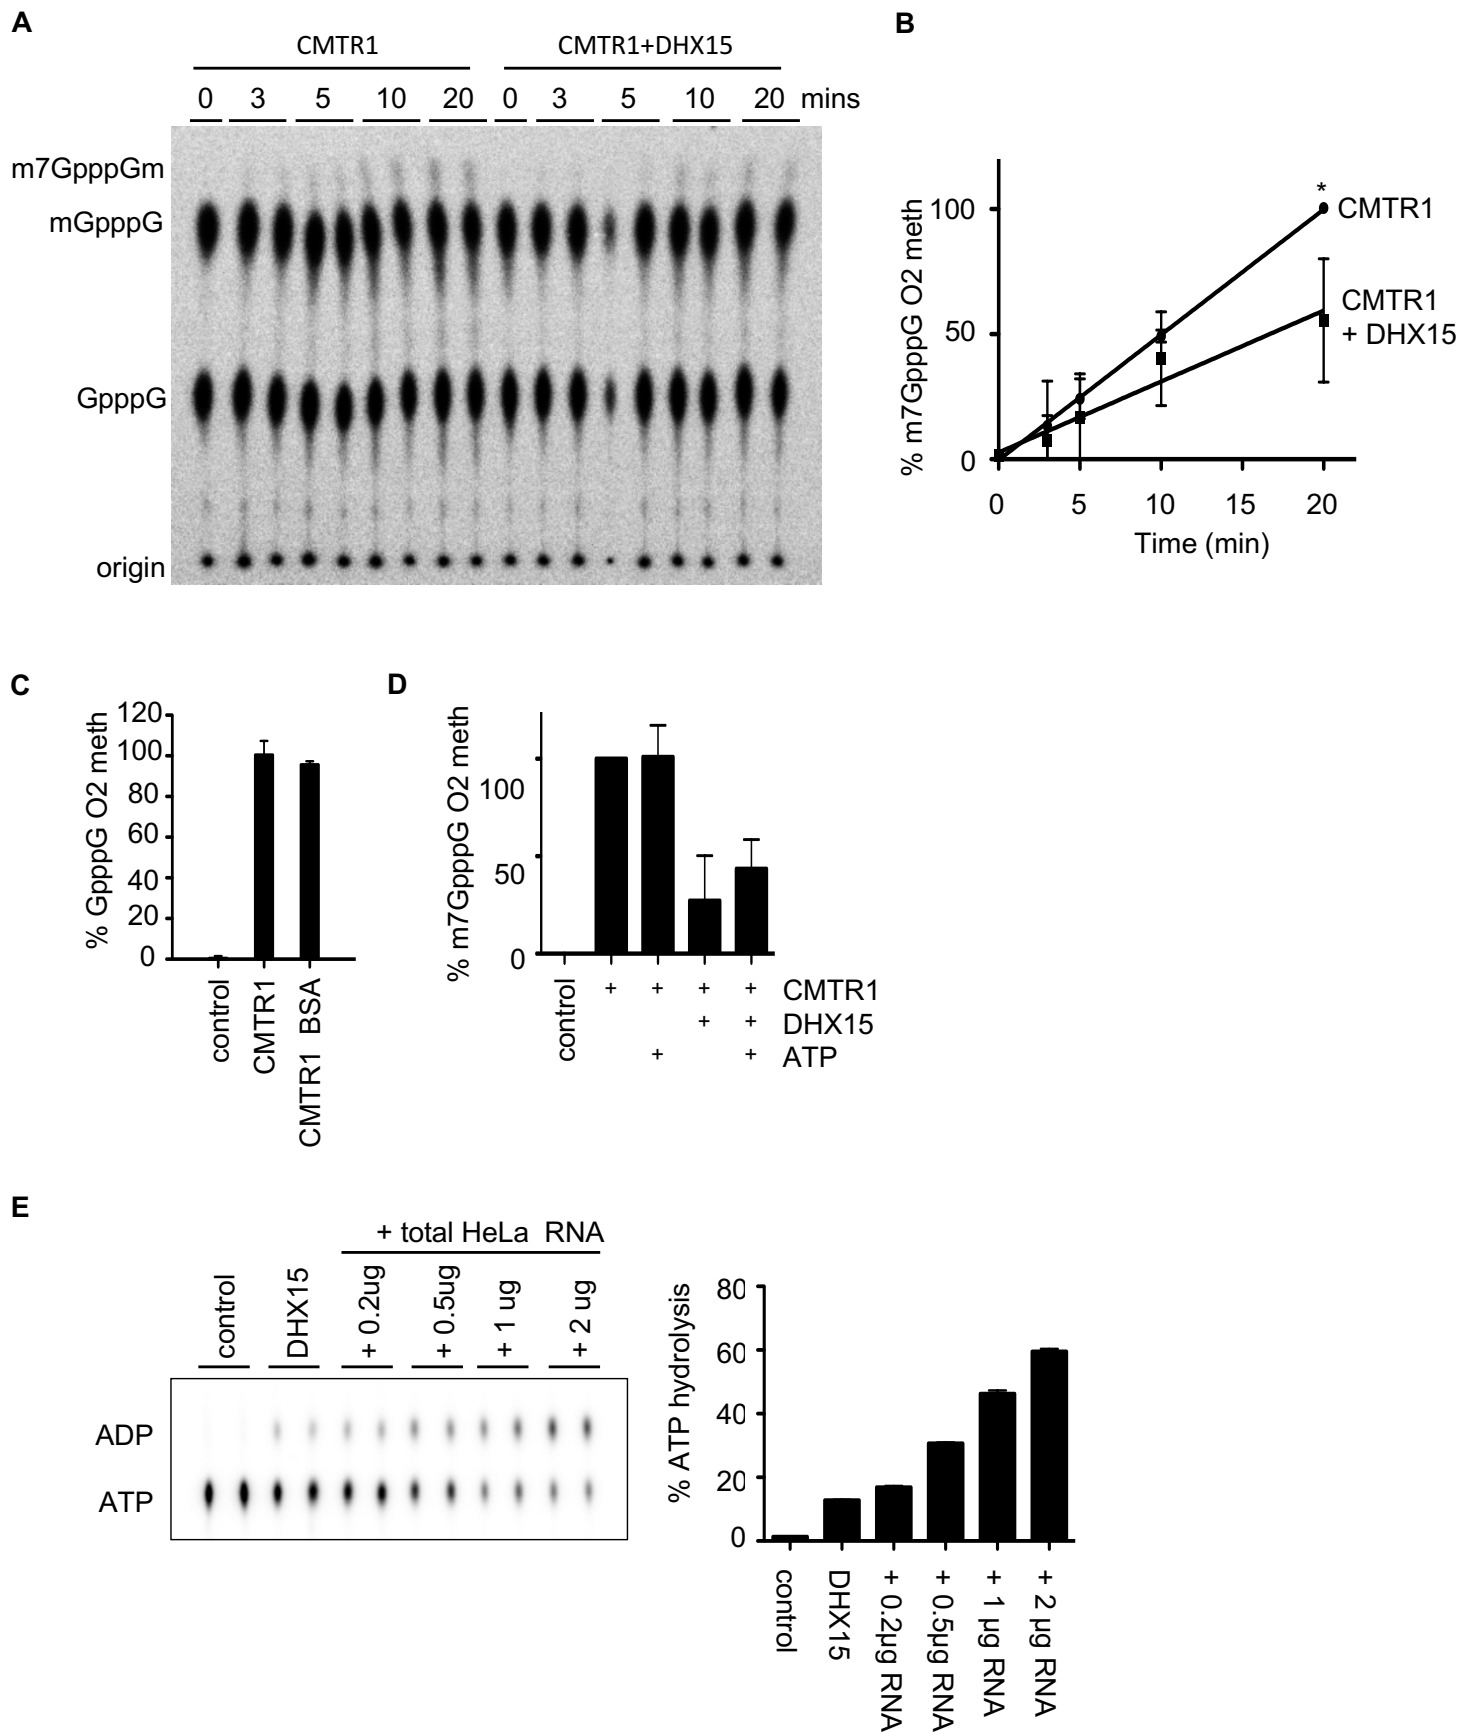 A
CMTR1 CMTR1+DHX15
0 3 5 10 20 0 3 5 10 20 mins
m7GpppGm
mGpppG
GpppG
origin
B
% m7GpppG O2 meth
100
50
0
0 5 10 15 20
Time (min)
* CMTR1
CMTR1
+ DHX15
C
% GpppG O2 meth
120
100
80
60
40
20
0
control
CMTR1
CMTR1 BSA
D
% m7GpppG O2 meth
100
50
0
control
+ + + + CMTR1
+ + DHX15
+ + ATP
E
+ total HeLa RNA
control
DHX15
+ 0.2ug
+ 0.5ug
+ 1 ug
+ 2 ug
ADP
ATP
% ATP hydrolysis
80
60
40
20
0
control
DHX15
+ 0.2µg RNA
+ 0.5µg RNA
+ 1 µg RNA
+ 2 µg RNA